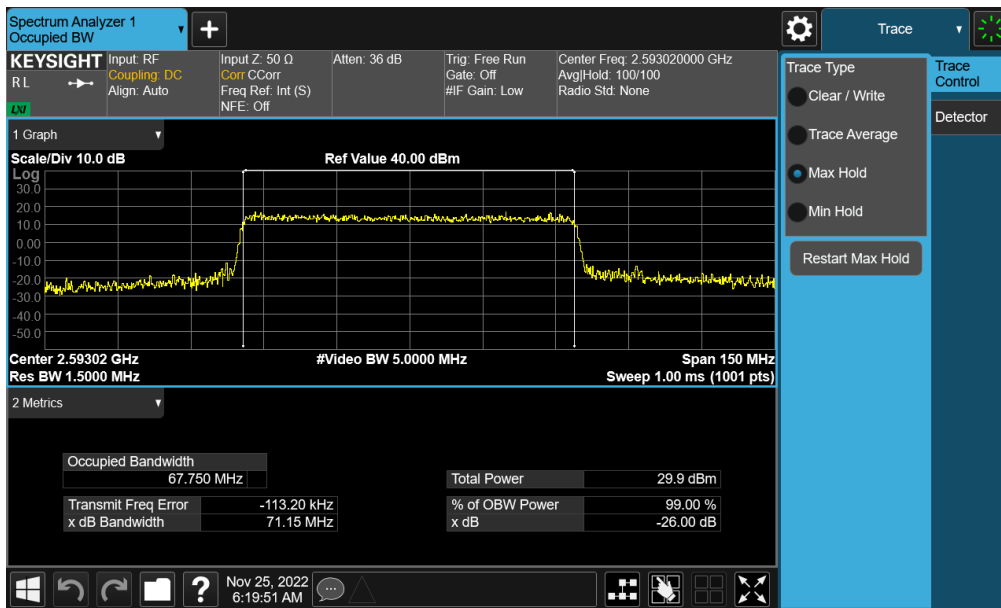 Spectrum Analyzer 1
Occupied BW
+
Trace
KEYSIGHT
R L
LXI
Input: RF
Coupling: DC
Align: Auto
Input Z: 50 Ω
Corr CCorr
Freq Ref: Int (S)
NFE: Off
Atten: 36 dB
Trig: Free Run
Gate: Off
#IF Gain: Low
Center Freq: 2.593020000 GHz
Avg|Hold: 100/100
Radio Std: None
Trace Type
Clear / Write
Trace Average
Max Hold
Min Hold
Restart Max Hold
Trace
Control
Detector
1 Graph
Scale/Div 10.0 dB
Ref Value 40.00 dBm
Log
30.0
20.0
10.0
0.00
-10.0
-20.0
-30.0
-40.0
-50.0
Center 2.59302 GHz
#Video BW 5.0000 MHz
Span 150 MHz
Res BW 1.5000 MHz
Sweep 1.00 ms (1001 pts)
2 Metrics
Occupied Bandwidth
67.750 MHz
Total Power 29.9 dBm
Transmit Freq Error -113.20 kHz
% of OBW Power 99.00 %
x dB Bandwidth 71.15 MHz
x dB -26.00 dB
?
Nov 25, 2022
6:19:51 AM